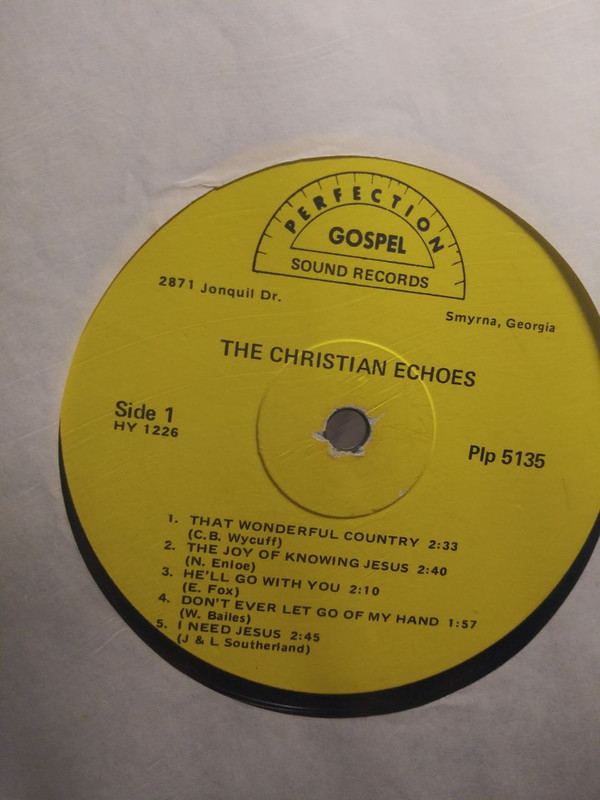 PERFECTION
GOSPEL
SOUND RECORDS
2871 Jonquil Dr.
Smyrna, Georgia
THE CHRISTIAN ECHOES
Side 1
HY 1226
Plp 5135
1. THAT WONDERFUL COUNTRY 2:33
(C.B. Wycuff)
2. THE JOY OF KNOWING JESUS 2:40
(N. Enloe)
3. HE'LL GO WITH YOU 2:10
(E. Fox)
4. DON'T EVER LET GO OF MY HAND 1:57
(W. Bailes)
5. I NEED JESUS 2:45
(J & L Southerland)